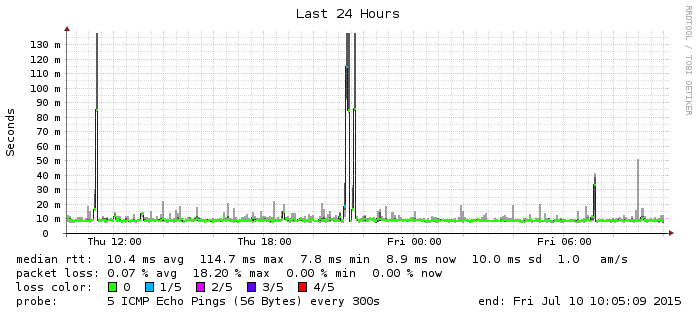 Last 24 Hours
RRDTOOL / TOBI OETIKER
Seconds
130 m
120 m
110 m
100 m
90 m
80 m
70 m
60 m
50 m
40 m
30 m
20 m
10 m
0
Thu 12:00 Thu 18:00 Fri 00:00 Fri 06:00
median rtt: 10.4 ms avg 114.7 ms max 7.8 ms min 8.9 ms now 10.0 ms sd 1.0 am/s
packet loss: 0.07 % avg 18.20 % max 0.00 % min 0.00 % now
loss color: 0 1/5 2/5 3/5 4/5
probe: 5 ICMP Echo Pings (56 Bytes) every 300s end: Fri Jul 10 10:05:09 2015